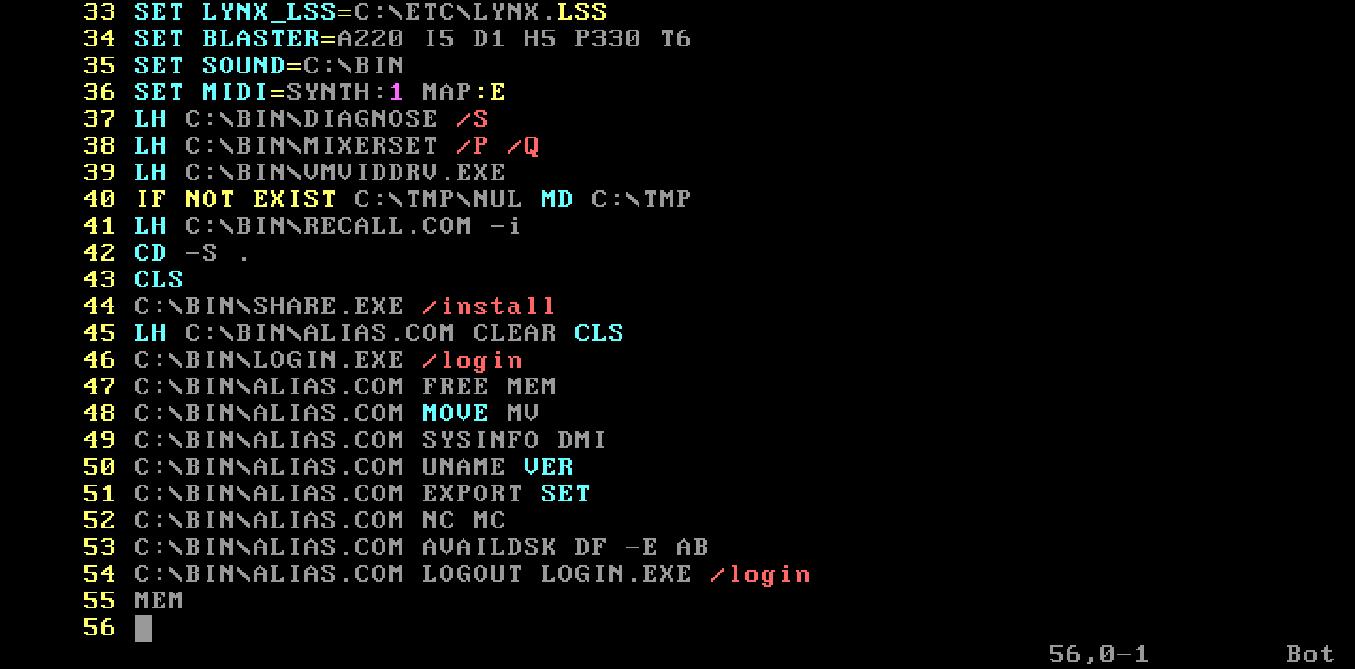 33 SET LYNX_LSS=C:\ETC\LYNX.LSS
34 SET BLASTER=A220 I5 D1 H5 P330 T6
35 SET SOUND=C:\BIN
36 SET MIDI=SYNTH:1 MAP:E
37 LH C:\BIN\DIAGNOSE /S
38 LH C:\BIN\MIXERSET /P /Q
39 LH C:\BIN\VMVIDDRV.EXE
40 IF NOT EXIST C:\TMP\NUL MD C:\TMP
41 LH C:\BIN\RECALL.COM -i
42 CD -S .
43 CLS
44 C:\BIN\SHARE.EXE /install
45 LH C:\BIN\ALIAS.COM CLEAR CLS
46 C:\BIN\LOGIN.EXE /login
47 C:\BIN\ALIAS.COM FREE MEM
48 C:\BIN\ALIAS.COM MOVE MV
49 C:\BIN\ALIAS.COM SYSINFO DMI
50 C:\BIN\ALIAS.COM UNAME VER
51 C:\BIN\ALIAS.COM EXPORT SET
52 C:\BIN\ALIAS.COM NC MC
53 C:\BIN\ALIAS.COM AVAILDSK DF -E AB
54 C:\BIN\ALIAS.COM LOGOUT LOGIN.EXE /login
55 MEM
56
56,0-1 Bot